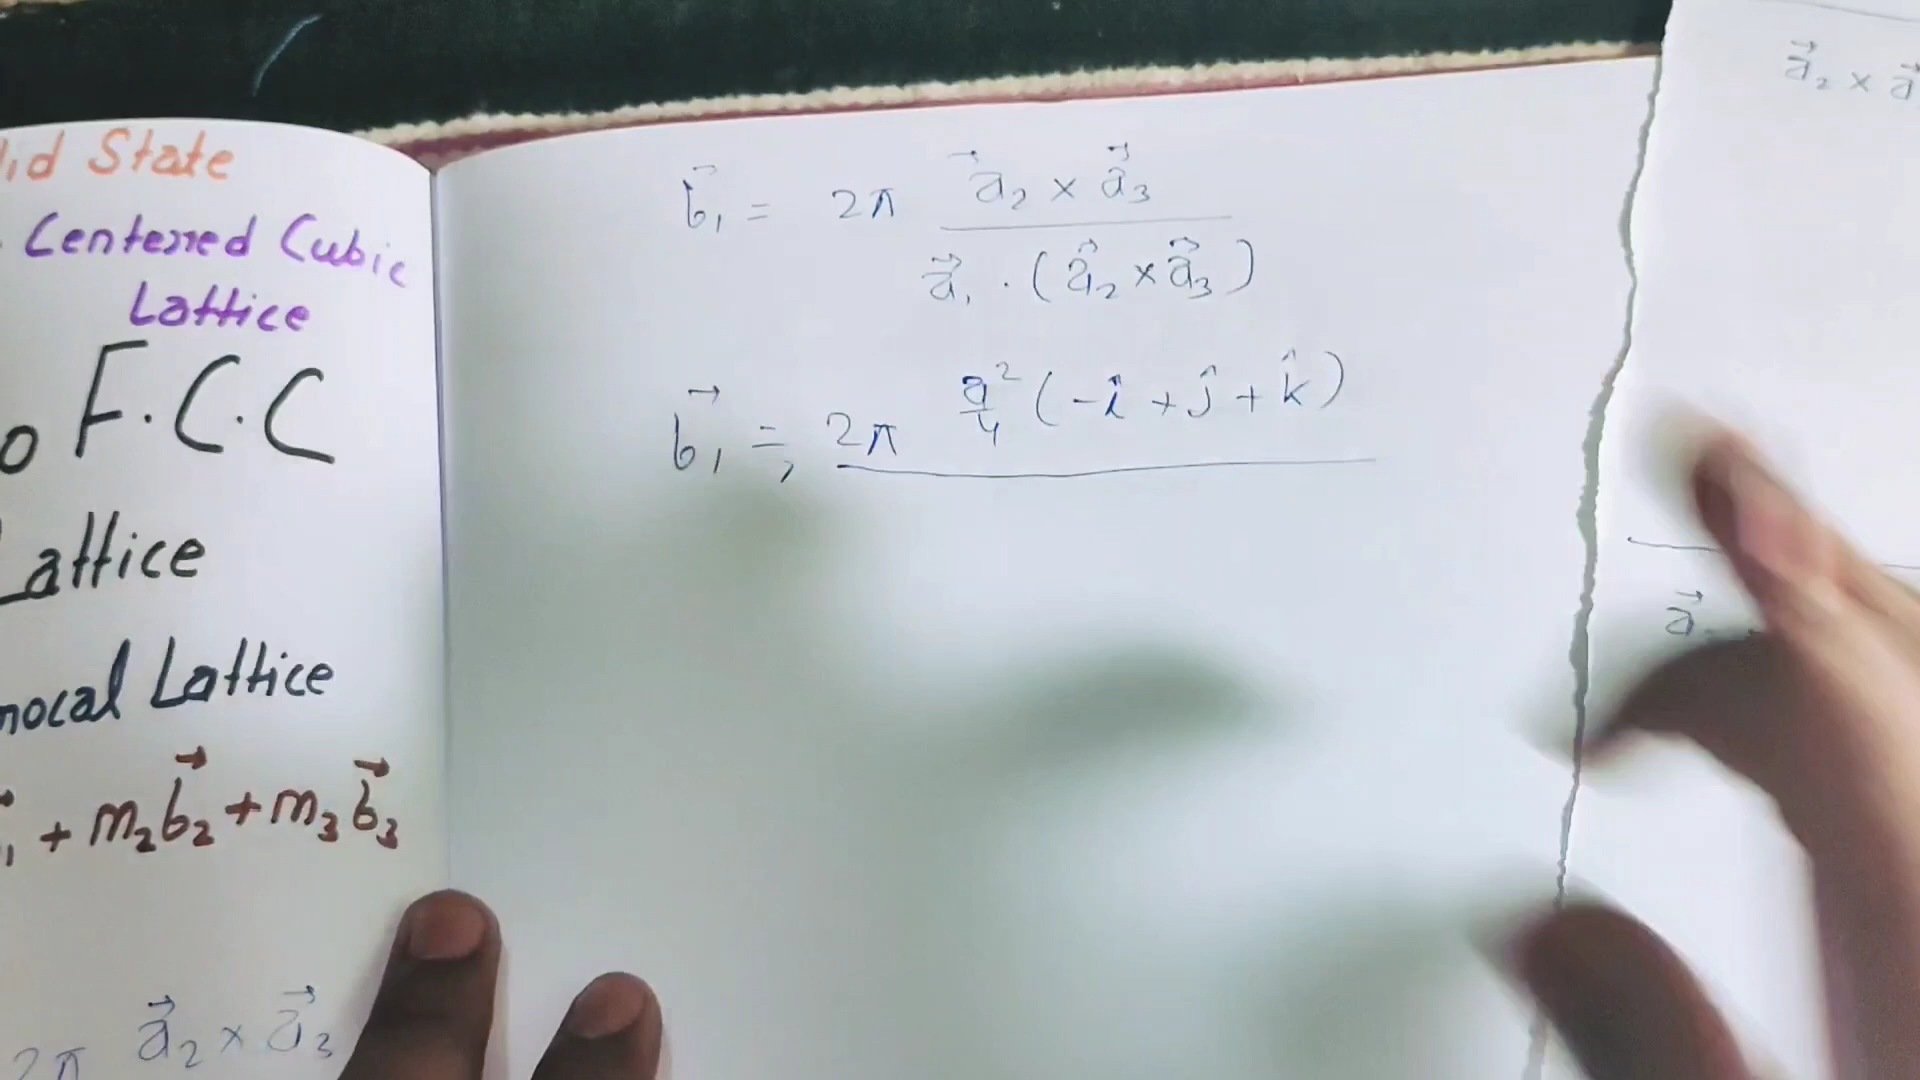 lid State
Centered Cubic
Lattice
o F.C.C
Lattice
nocal Lattice
₁ + m₂b⃗₂ + m₃b⃗₃
2π a⃗₂ × a⃗₃
b⃗₁ = 2π a⃗₂ × a⃗₃
a⃗₁ · (a⃗₂ × a⃗₃)
b⃗₁ =, 2π a²/4 (-î + ĵ + k̂)
a⃗₂ × a⃗
a⃗